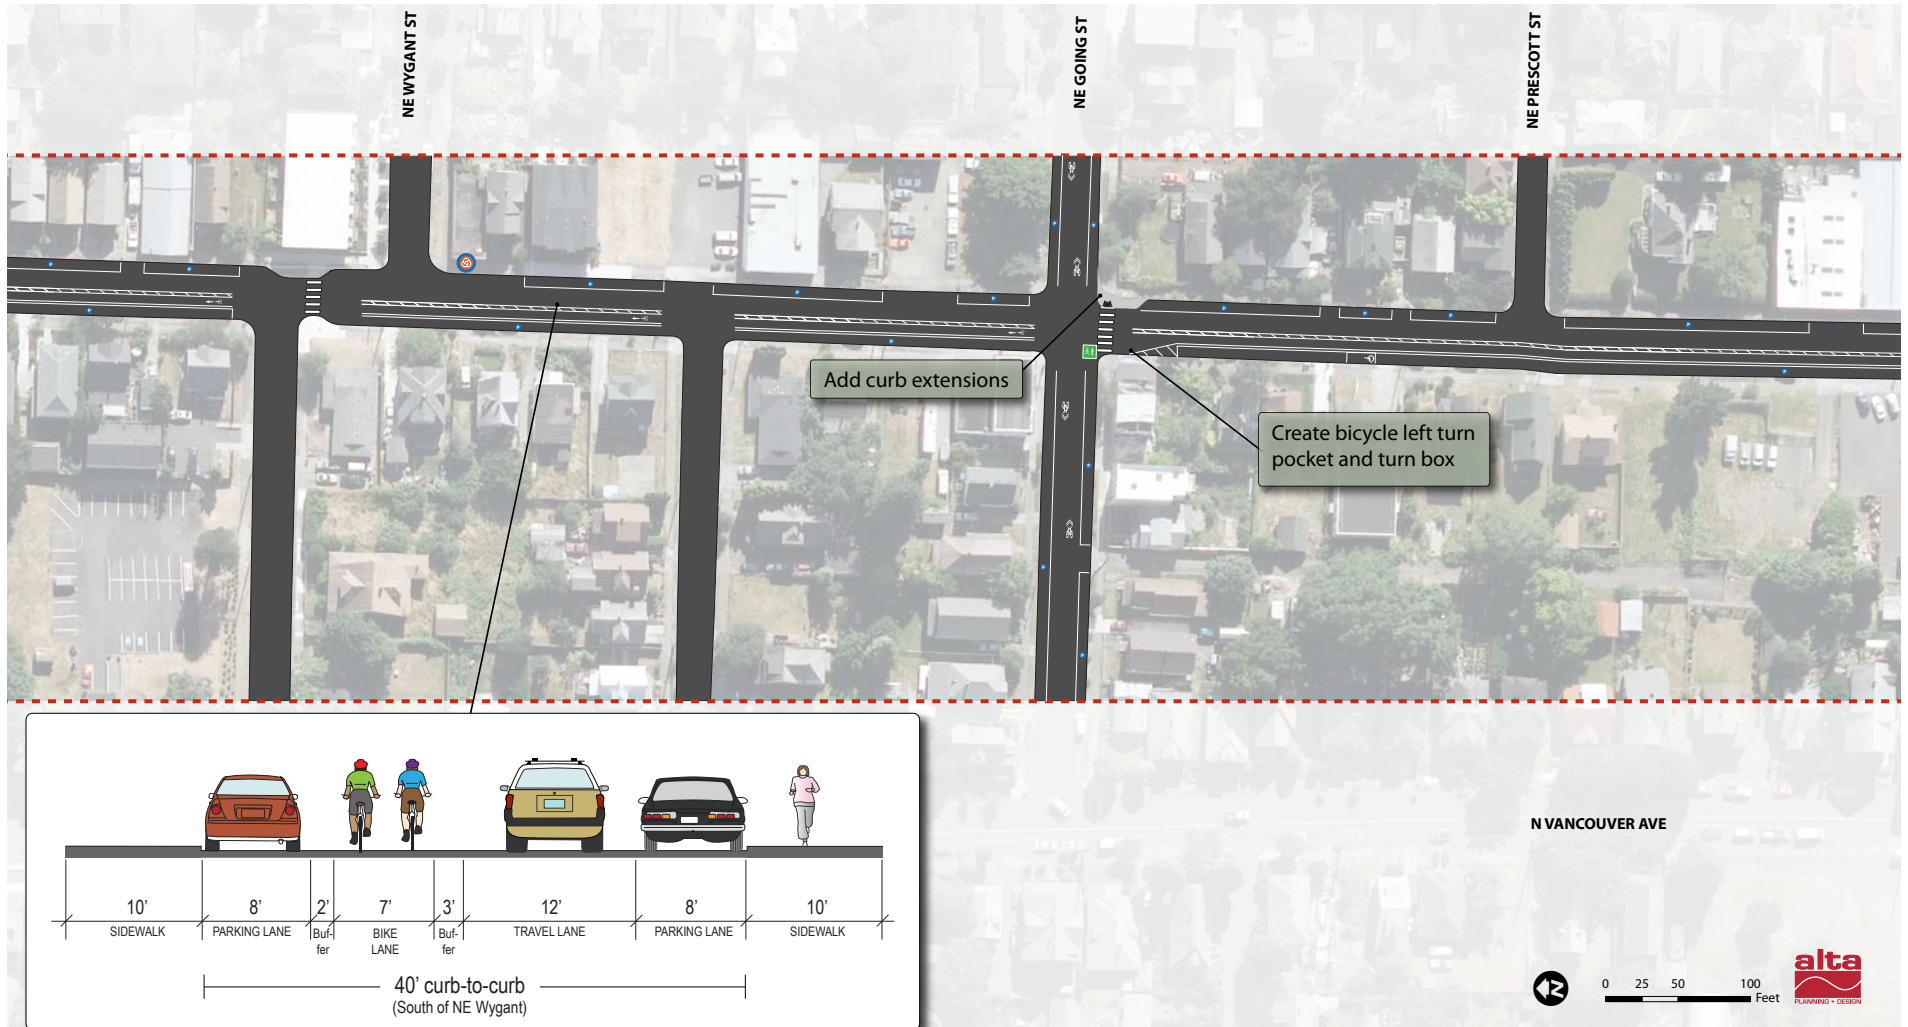 NE WYGANT ST
NE GOING ST
NE PRESCOTT ST
Add curb extensions
Create bicycle left turn
pocket and turn box
10' 8' 2' 7' 3' 12' 8' 10'
SIDEWALK PARKING LANE Buf- BIKE Buf- TRAVEL LANE PARKING LANE SIDEWALK
fer LANE fer
40' curb-to-curb
(South of NE Wygant)
N VANCOUVER AVE
N
0 25 50 100
Feet
alta
PLANNING + DESIGN